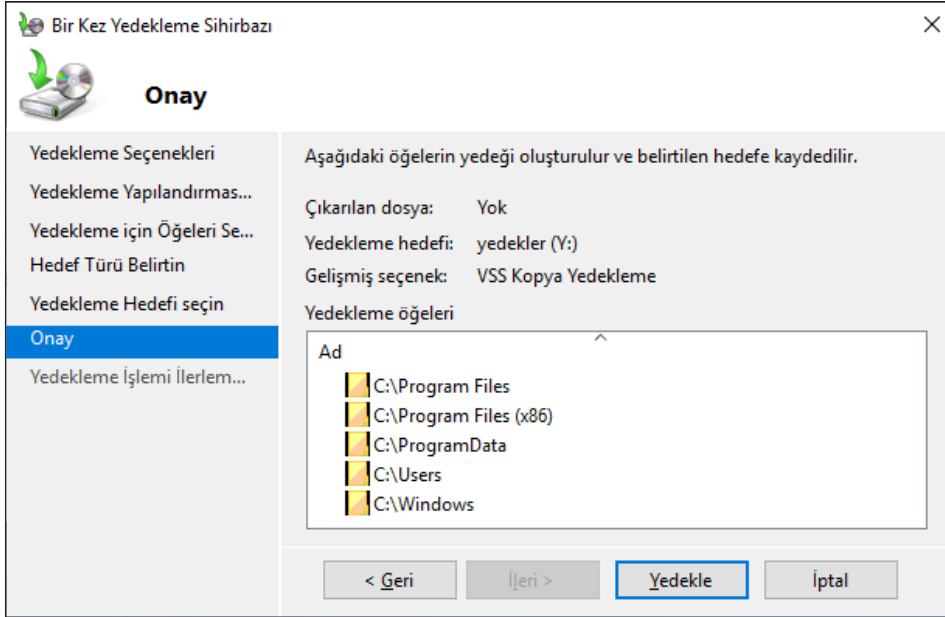 Bir Kez Yedekleme Sihirbazı
Onay
Yedekleme Seçenekleri
Yedekleme Yapılandırmas...
Yedekleme için Öğeleri Se...
Hedef Türü Belirtin
Yedekleme Hedefi seçin
Onay
Yedekleme İşlemi İlerlem...
Aşağıdaki öğelerin yedeği oluşturulur ve belirtilen hedefe kaydedilir.
Çıkarılan dosya: Yok
Yedekleme hedefi: yedekler (Y:)
Gelişmiş seçenek: VSS Kopya Yedekleme
Yedekleme öğeleri
Ad
C:\Program Files
C:\Program Files (x86)
C:\ProgramData
C:\Users
C:\Windows
< Geri İleri > Yedekle İptal